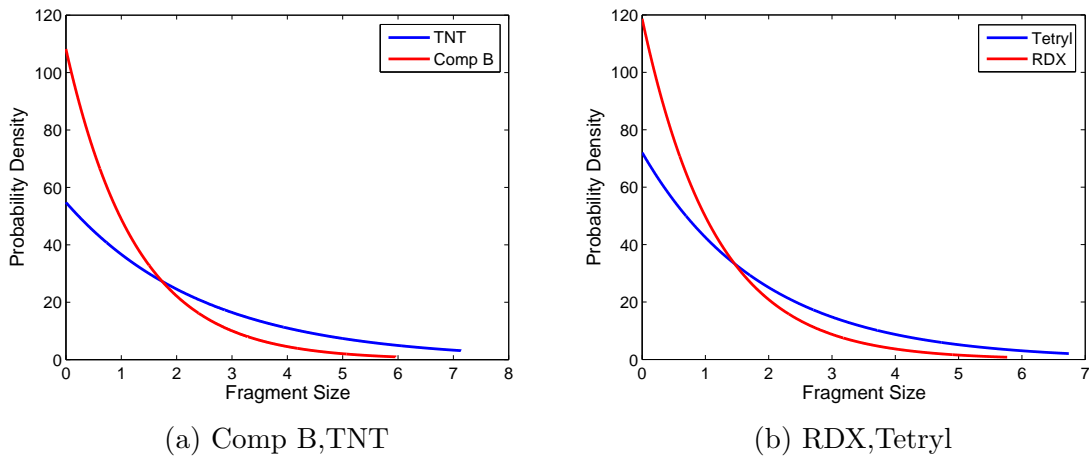 120
100
80
60
40
20
0
Probability Density
TNT
Comp B
0 1 2 3 4 5 6 7 8
Fragment Size
(a) Comp B,TNT
120
100
80
60
40
20
0
Probability Density
Tetryl
RDX
0 1 2 3 4 5 6 7
Fragment Size
(b) RDX,Tetryl